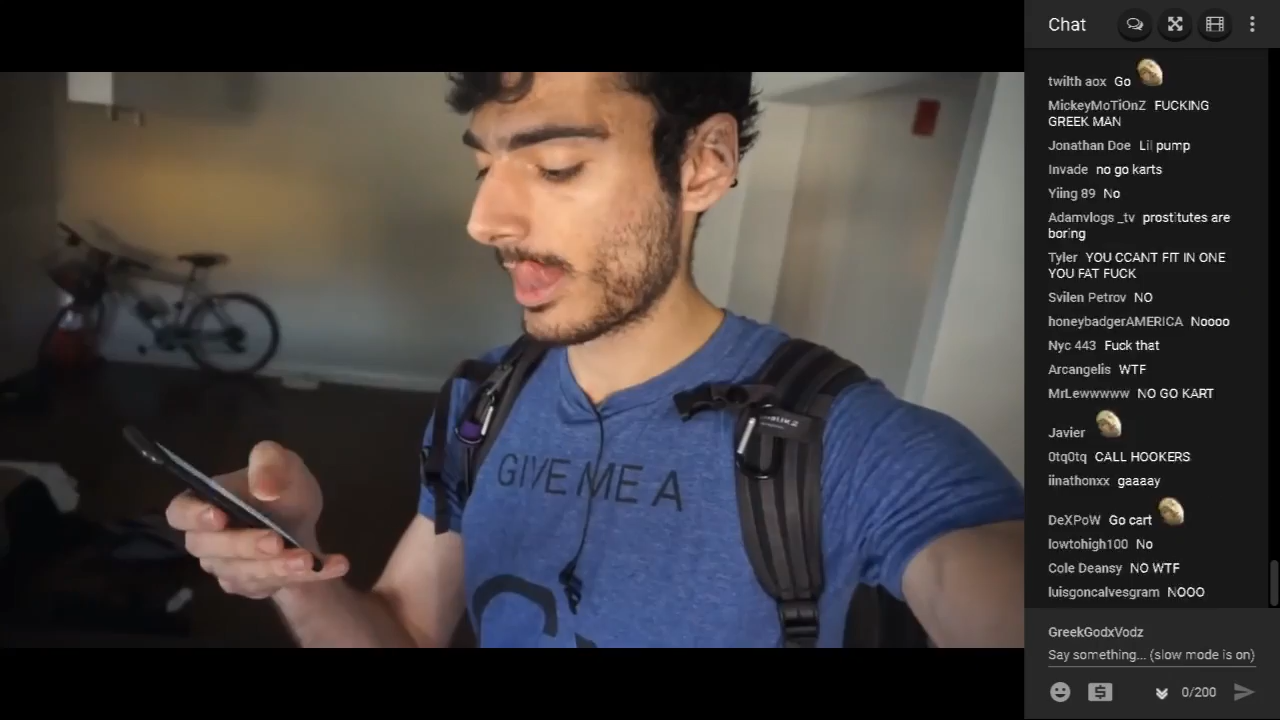 GIVE ME A
Chat
twilth aox Go
MickeyMoTiOnZ FUCKING
GREEK MAN
Jonathan Doe Lil pump
Invade no go karts
Yiing 89 No
Adamvlogs _tv prostitutes are
boring
Tyler YOU CCANT FIT IN ONE
YOU FAT FUCK
Svilen Petrov NO
honeybadgerAMERICA Noooo
Nyc 443 Fuck that
Arcangelis WTF
MrLewwwww NO GO KART
Javier
0tq0tq CALL HOOKERS
iinathonxx gaaaay
DeXPoW Go cart
lowtohigh100 No
Cole Deansy NO WTF
luisgoncalvesgram NOOO
GreekGodxVodz
Say something... (slow mode is on)
0/200